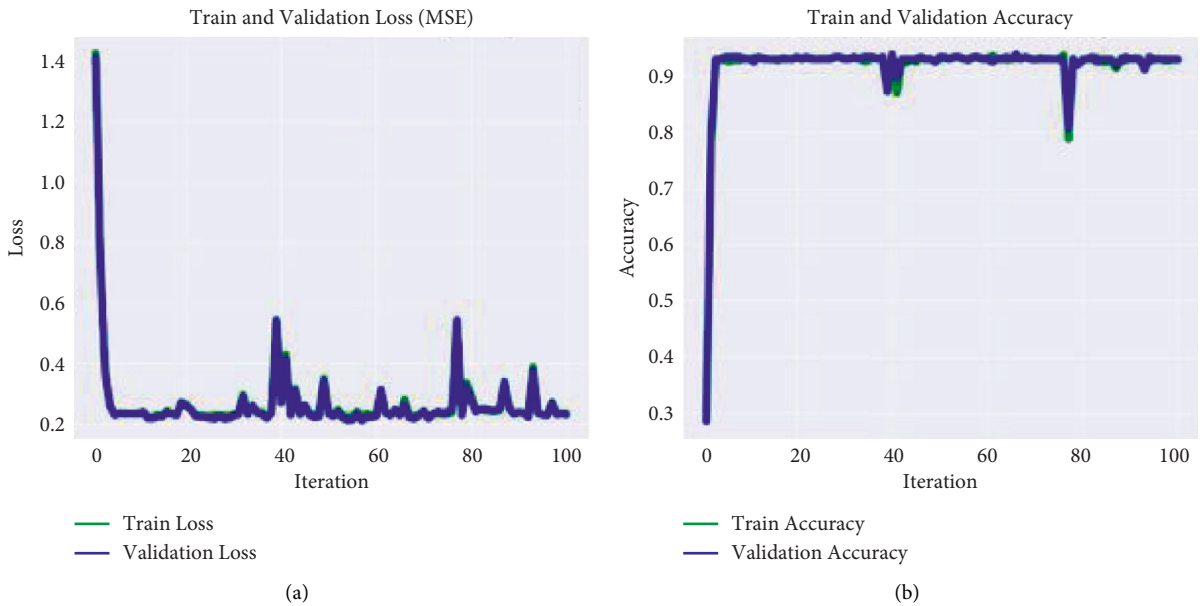 Train and Validation Loss (MSE)
1.4
1.2
1.0
0.8
0.6
0.4
0.2
Loss
0 20 40 60 80 100
Iteration
Train Loss
Validation Loss
(a)
Train and Validation Accuracy
0.9
0.8
0.7
0.6
0.5
0.4
0.3
Accuracy
0 20 40 60 80 100
Iteration
Train Accuracy
Validation Accuracy
(b)